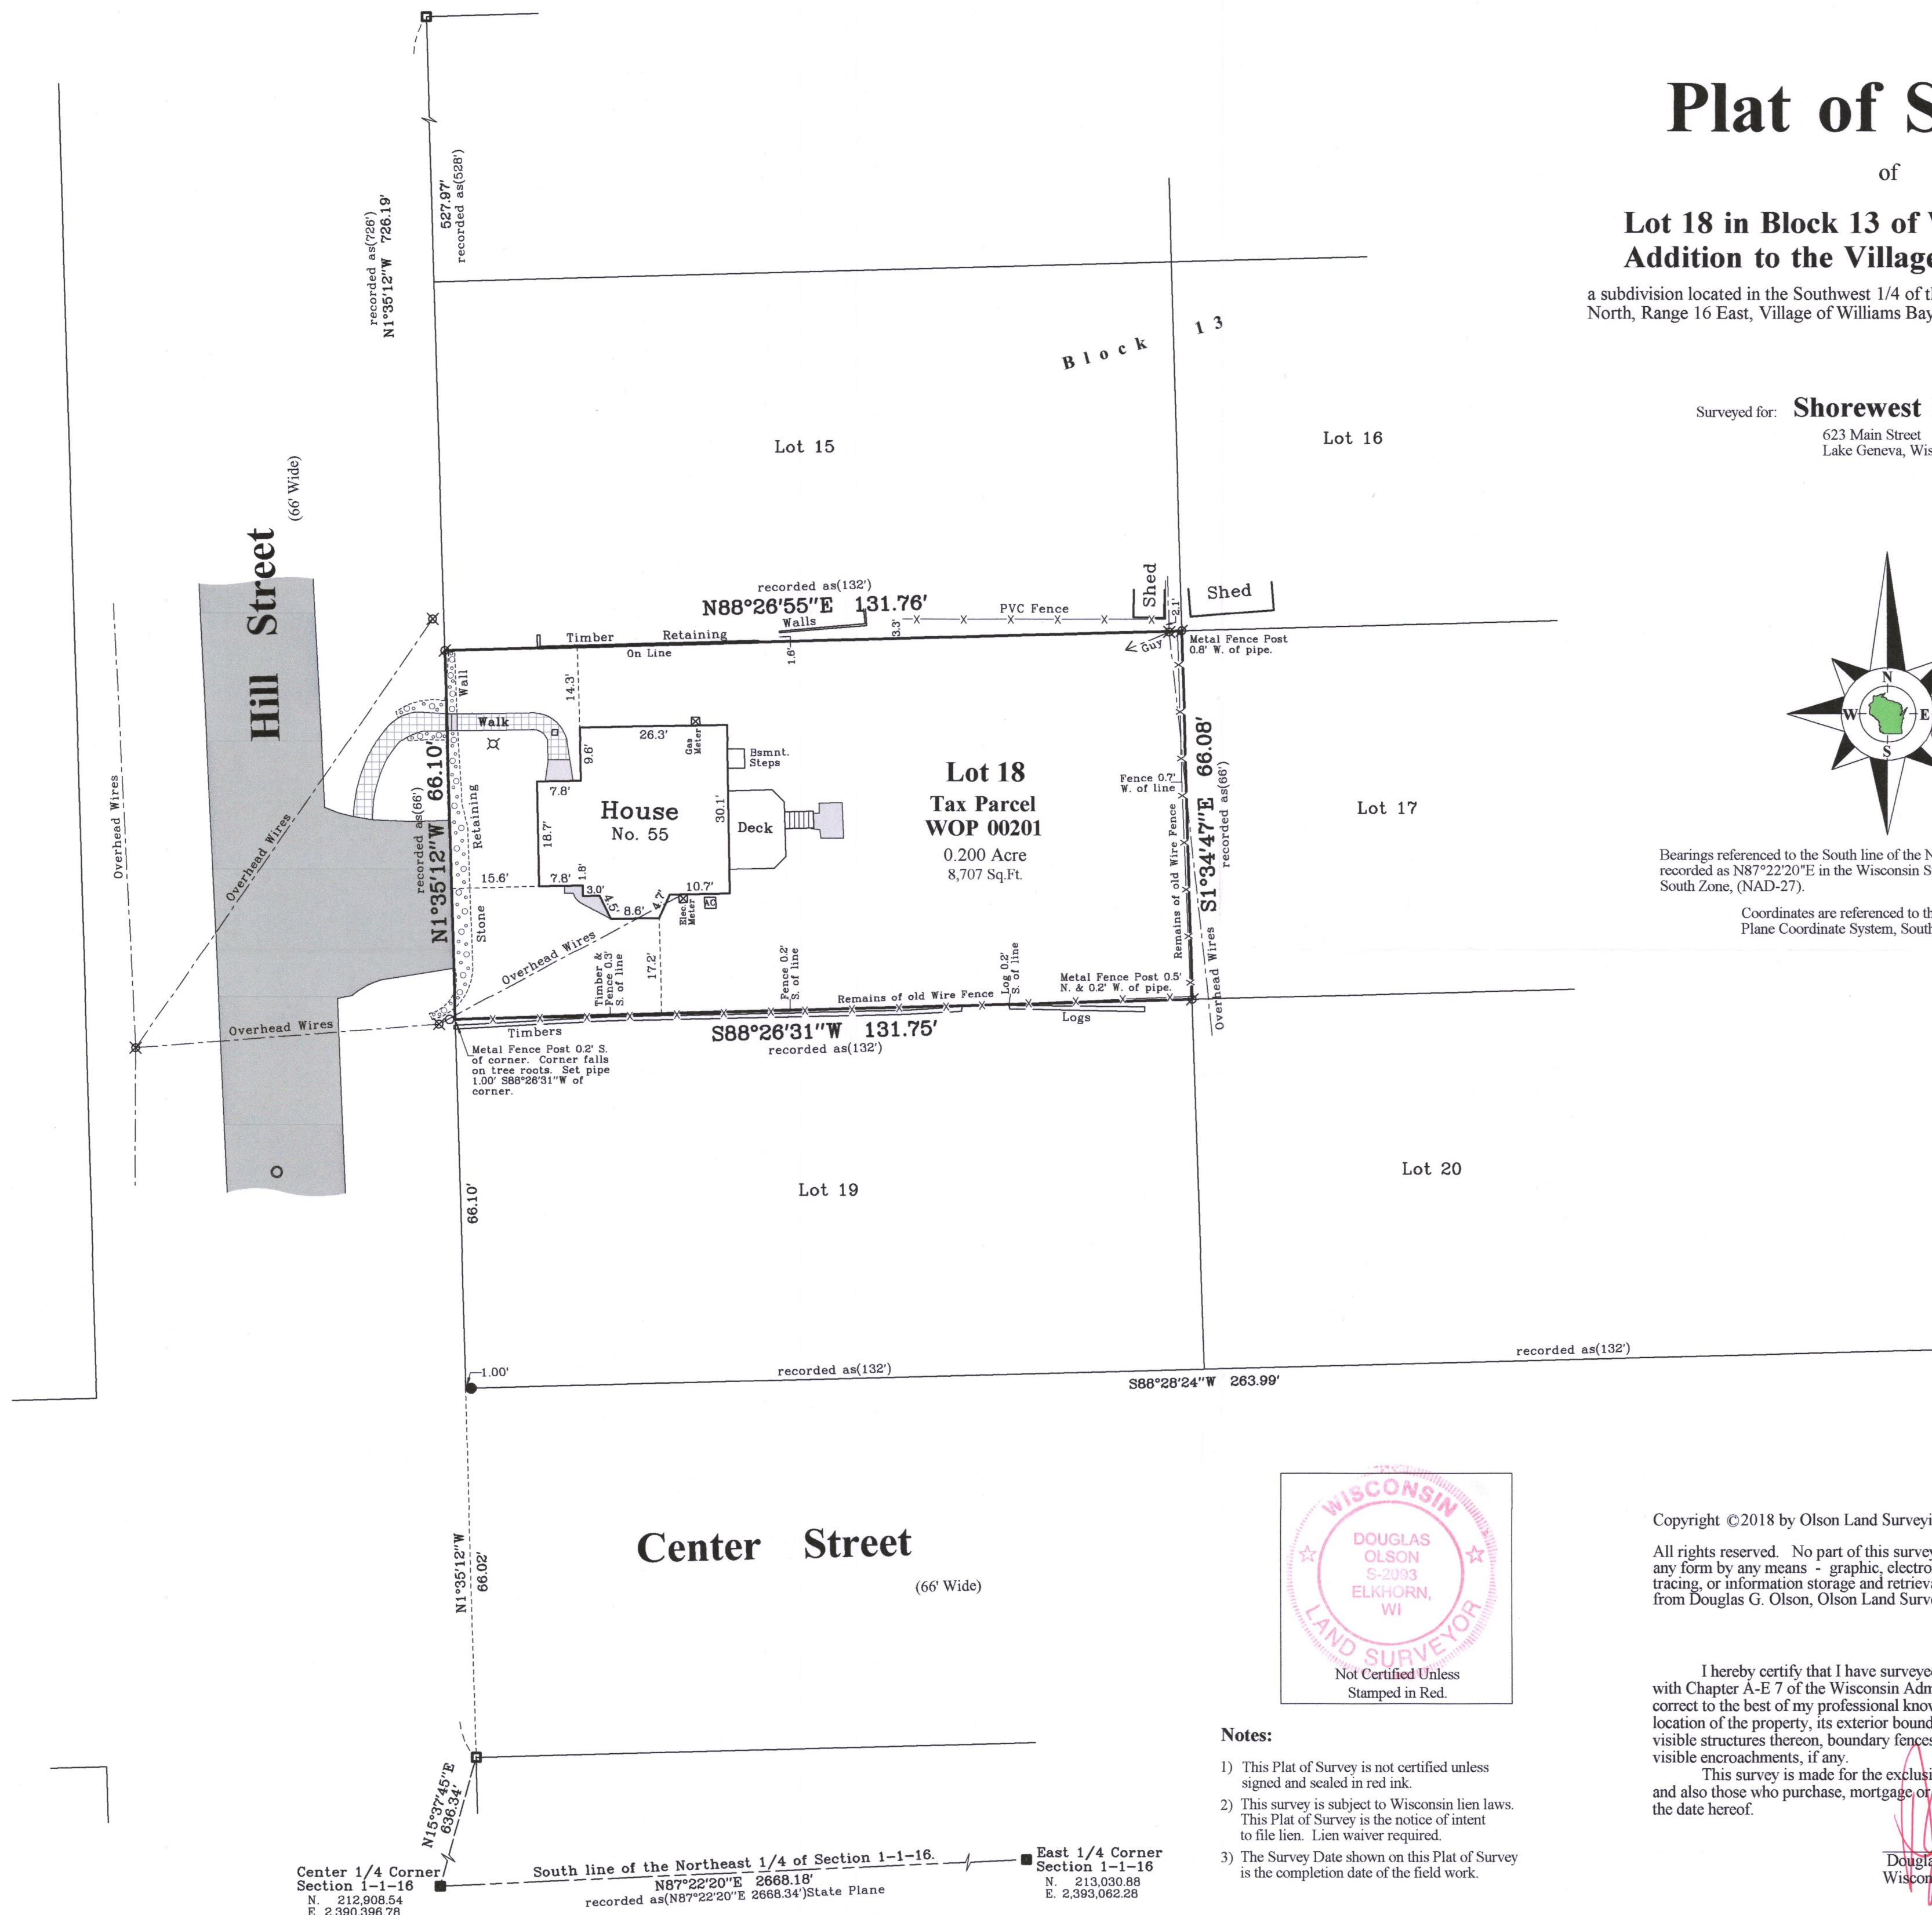 Plat of S
of
Lot 18 in Block 13 of
Addition to the Village
a subdivision located in the Southwest 1/4 of
North, Range 16 East, Village of Williams Bay
Surveyed for: Shorewest
623 Main Street
Lake Geneva, Wis
recorded as(726')
N1°35'12"W 726.19'
527.97'
recorded as(528')
Block 13
Lot 15
Lot 16
Hill Street
(66' Wide)
Overhead Wires
Overhead Wires
Overhead Wires
Overhead Wires
recorded as(132')
N88°26'55"E 131.76'
Walls
Timber Retaining
On Line
1.6'
3.3'
PVC Fence
Shed
Shed
2.1'
Guy
Metal Fence Post
0.8' W. of pipe.
Wall
Retaining
Stone
Walk
14.3'
9.6'
26.3'
Gas
Meter
Bsmnt.
Steps
7.8'
House
No. 55
18.7'
30.1'
Deck
15.6'
7.8'
1.8'
3.0'
4.5'
8.6'
4.7'
10.7'
Elec.
Meter
AC
17.2'
recorded as(66')
N1°35'12"W 66.10'
Lot 18
Tax Parcel
WOP 00201
0.200 Acre
8,707 Sq.Ft.
Fence 0.7'
W. of line
Remains of old Wire Fence
S1°34'47"E 66.08'
recorded as(66')
Overhead Wires
Lot 17
N
W
E
S
Bearings referenced to the South line of the N
recorded as N87°22'20"E in the Wisconsin S
South Zone, (NAD-27).
Coordinates are referenced to th
Plane Coordinate System, South
Timber &
Fence 0.3'
S. of line
Fence 0.2'
S. of line
Log 0.2'
S. of line
Metal Fence Post 0.5'
N. & 0.2' W. of pipe.
Remains of old Wire Fence
Timbers
Logs
S88°26'31"W 131.75'
recorded as(132')
Metal Fence Post 0.2' S.
of corner. Corner falls
on tree roots. Set pipe
1.00' S88°26'31"W of
corner.
66.10'
Lot 19
Lot 20
1.00'
recorded as(132')
recorded as(132')
S88°28'24"W 263.99'
Center Street
(66' Wide)
N1°35'12"W
66.02'
WISCONSIN
DOUGLAS
OLSON
S-2093
ELKHORN,
WI
LAND SURVEYOR
Not Certified Unless
Stamped in Red.
Copyright ©2018 by Olson Land Surveyi
All rights reserved. No part of this survey
any form by any means - graphic, electro
tracing, or information storage and retriev
from Douglas G. Olson, Olson Land Surv
Notes:
1) This Plat of Survey is not certified unless
signed and sealed in red ink.
2) This survey is subject to Wisconsin lien laws.
This Plat of Survey is the notice of intent
to file lien. Lien waiver required.
3) The Survey Date shown on this Plat of Survey
is the completion date of the field work.
I hereby certify that I have surveye
with Chapter A-E 7 of the Wisconsin Adm
correct to the best of my professional know
location of the property, its exterior bound
visible structures thereon, boundary fences
visible encroachments, if any.
This survey is made for the exclusi
and also those who purchase, mortgage or
the date hereof.
Dougla
Wiscon
N15°37'45"E
636.34'
Center 1/4 Corner
Section 1-1-16
N. 212,908.54
E. 2,390,396.78
South line of the Northeast 1/4 of Section 1-1-16.
N87°22'20"E 2668.18'
recorded as(N87°22'20"E 2668.34')State Plane
East 1/4 Corner
Section 1-1-16
N. 213,030.88
E. 2,393,062.28